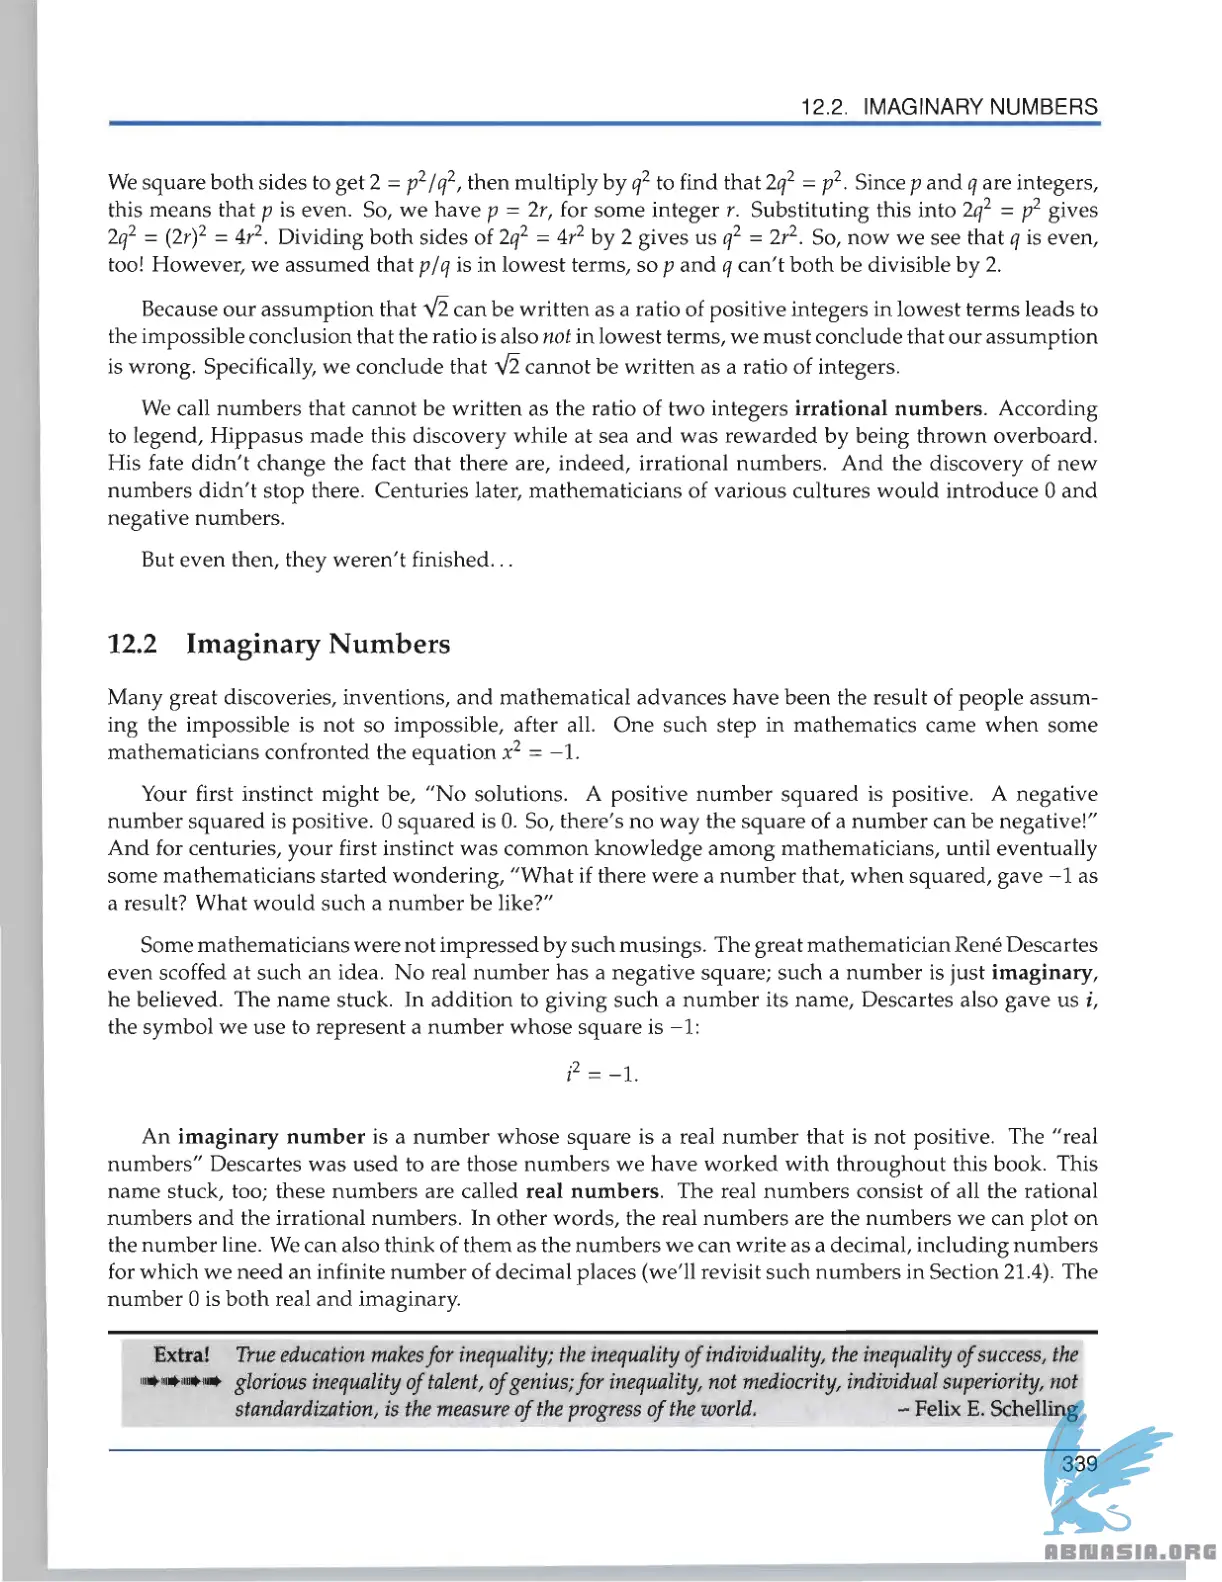 12.2. IMAGINARY NUMBERS
We square both sides to get 2 = p²/q², then multiply by q² to find that 2q² = p². Since p and q are integers,
this means that p is even. So, we have p = 2r, for some integer r. Substituting this into 2q² = p² gives
2q² = (2r)² = 4r². Dividing both sides of 2q² = 4r² by 2 gives us q² = 2r². So, now we see that q is even,
too! However, we assumed that p/q is in lowest terms, so p and q can't both be divisible by 2.
Because our assumption that √2 can be written as a ratio of positive integers in lowest terms leads to
the impossible conclusion that the ratio is also not in lowest terms, we must conclude that our assumption
is wrong. Specifically, we conclude that √2 cannot be written as a ratio of integers.
We call numbers that cannot be written as the ratio of two integers irrational numbers. According
to legend, Hippasus made this discovery while at sea and was rewarded by being thrown overboard.
His fate didn't change the fact that there are, indeed, irrational numbers. And the discovery of new
numbers didn't stop there. Centuries later, mathematicians of various cultures would introduce 0 and
negative numbers.
But even then, they weren't finished...
12.2 Imaginary Numbers
Many great discoveries, inventions, and mathematical advances have been the result of people assum-
ing the impossible is not so impossible, after all. One such step in mathematics came when some
mathematicians confronted the equation x² = −1.
Your first instinct might be, "No solutions. A positive number squared is positive. A negative
number squared is positive. 0 squared is 0. So, there's no way the square of a number can be negative!"
And for centuries, your first instinct was common knowledge among mathematicians, until eventually
some mathematicians started wondering, "What if there were a number that, when squared, gave −1 as
a result? What would such a number be like?"
Some mathematicians were not impressed by such musings. The great mathematician René Descartes
even scoffed at such an idea. No real number has a negative square; such a number is just imaginary,
he believed. The name stuck. In addition to giving such a number its name, Descartes also gave us i,
the symbol we use to represent a number whose square is −1:
i² = −1.
An imaginary number is a number whose square is a real number that is not positive. The "real
numbers" Descartes was used to are those numbers we have worked with throughout this book. This
name stuck, too; these numbers are called real numbers. The real numbers consist of all the rational
numbers and the irrational numbers. In other words, the real numbers are the numbers we can plot on
the number line. We can also think of them as the numbers we can write as a decimal, including numbers
for which we need an infinite number of decimal places (we'll revisit such numbers in Section 21.4). The
number 0 is both real and imaginary.
Extra! True education makes for inequality; the inequality of individuality, the inequality of success, the
glorious inequality of talent, of genius; for inequality, not mediocrity, individual superiority, not
standardization, is the measure of the progress of the world. – Felix E. Schelling
339
ABNASIA.ORG